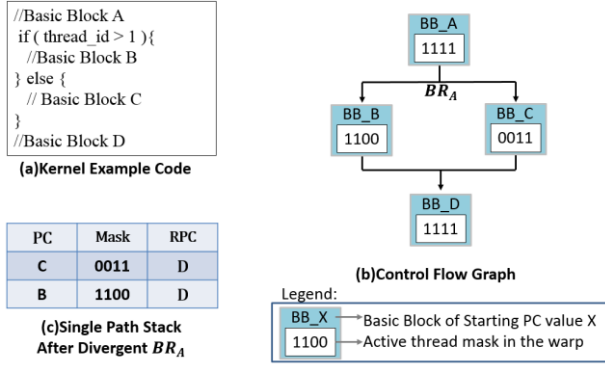 //Basic Block A
if ( thread_id > 1 ){
//Basic Block B
} else {
// Basic Block C
}
//Basic Block D
(a)Kernel Example Code
PC Mask RPC
C 0011 D
B 1100 D
(c)Single Path Stack
After Divergent BR_A
BB_A
1111
BR_A
BB_B
1100
BB_C
0011
BB_D
1111
(b)Control Flow Graph
Legend:
BB_X
Basic Block of Starting PC value X
1100
Active thread mask in the warp